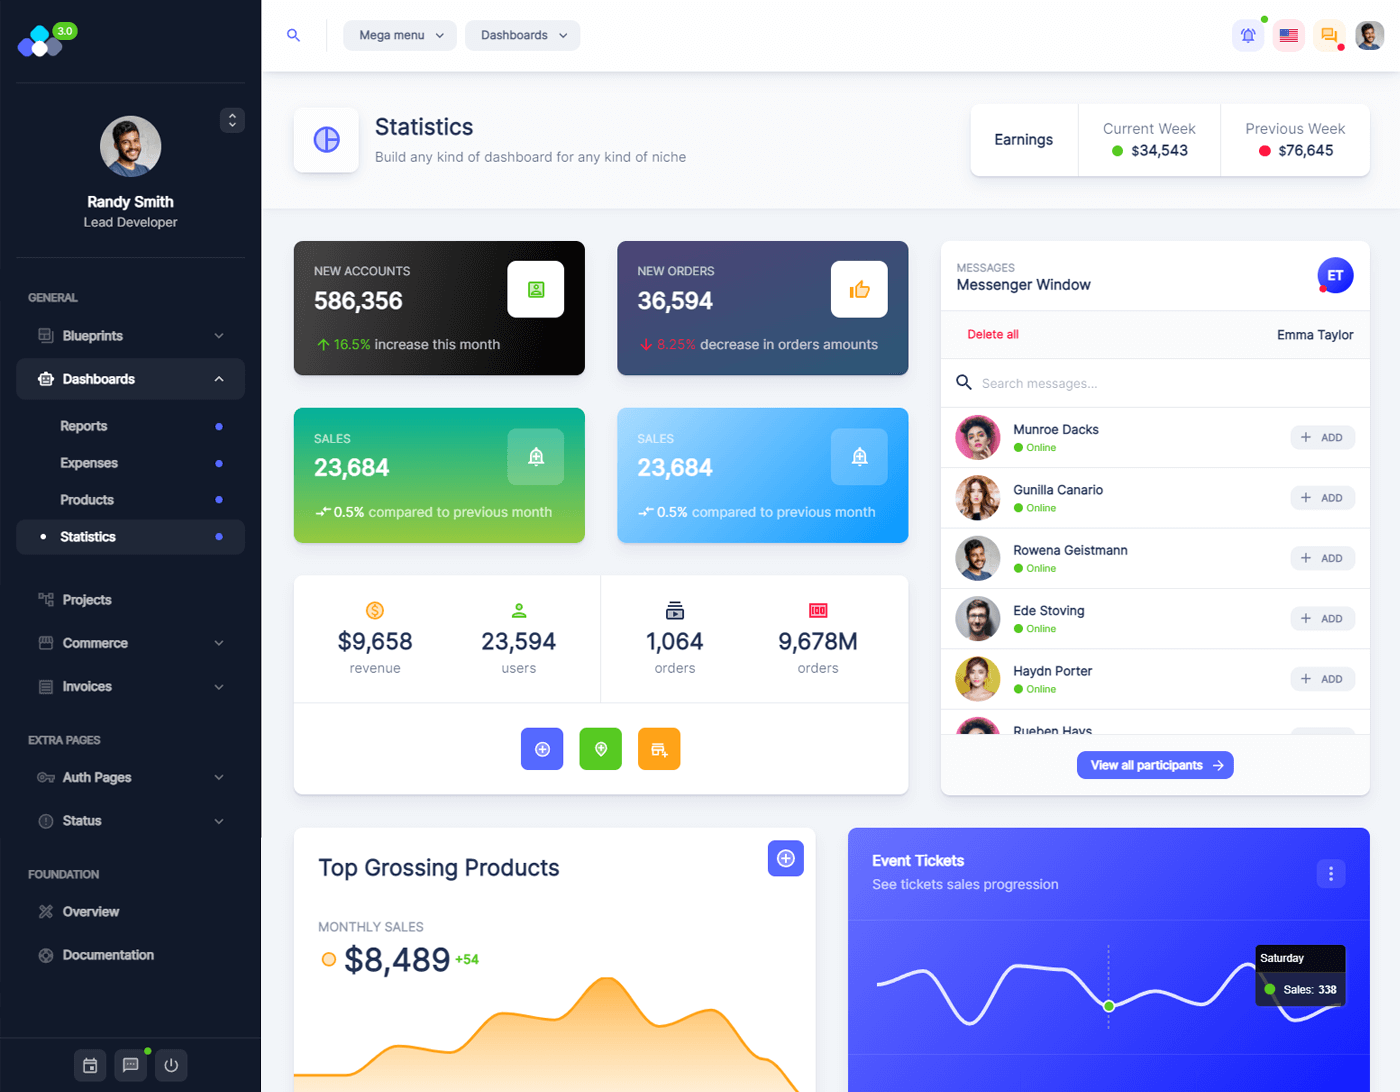 3.0
Randy Smith
Lead Developer
GENERAL
Blueprints
Dashboards
Reports
Expenses
Products
Statistics
Projects
Commerce
Invoices
EXTRA PAGES
Auth Pages
Status
FOUNDATION
Overview
Documentation
Mega menu
Dashboards
Statistics
Build any kind of dashboard for any kind of niche
Earnings
Current Week
$34,543
Previous Week
$76,645
NEW ACCOUNTS
586,356
16.5% increase this month
NEW ORDERS
36,594
8.25% decrease in orders amounts
SALES
23,684
0.5% compared to previous month
SALES
23,684
0.5% compared to previous month
$9,658
revenue
23,594
users
1,064
orders
100
9,678M
orders
MESSAGES
Messenger Window
ET
Delete all
Emma Taylor
Search messages...
Munroe Dacks
Online
ADD
Gunilla Canario
Online
ADD
Rowena Geistmann
Online
ADD
Ede Stoving
Online
ADD
Haydn Porter
Online
ADD
Rueben Hays
View all participants
Top Grossing Products
MONTHLY SALES
$8,489 +54
Event Tickets
See tickets sales progression
Saturday
Sales: 338